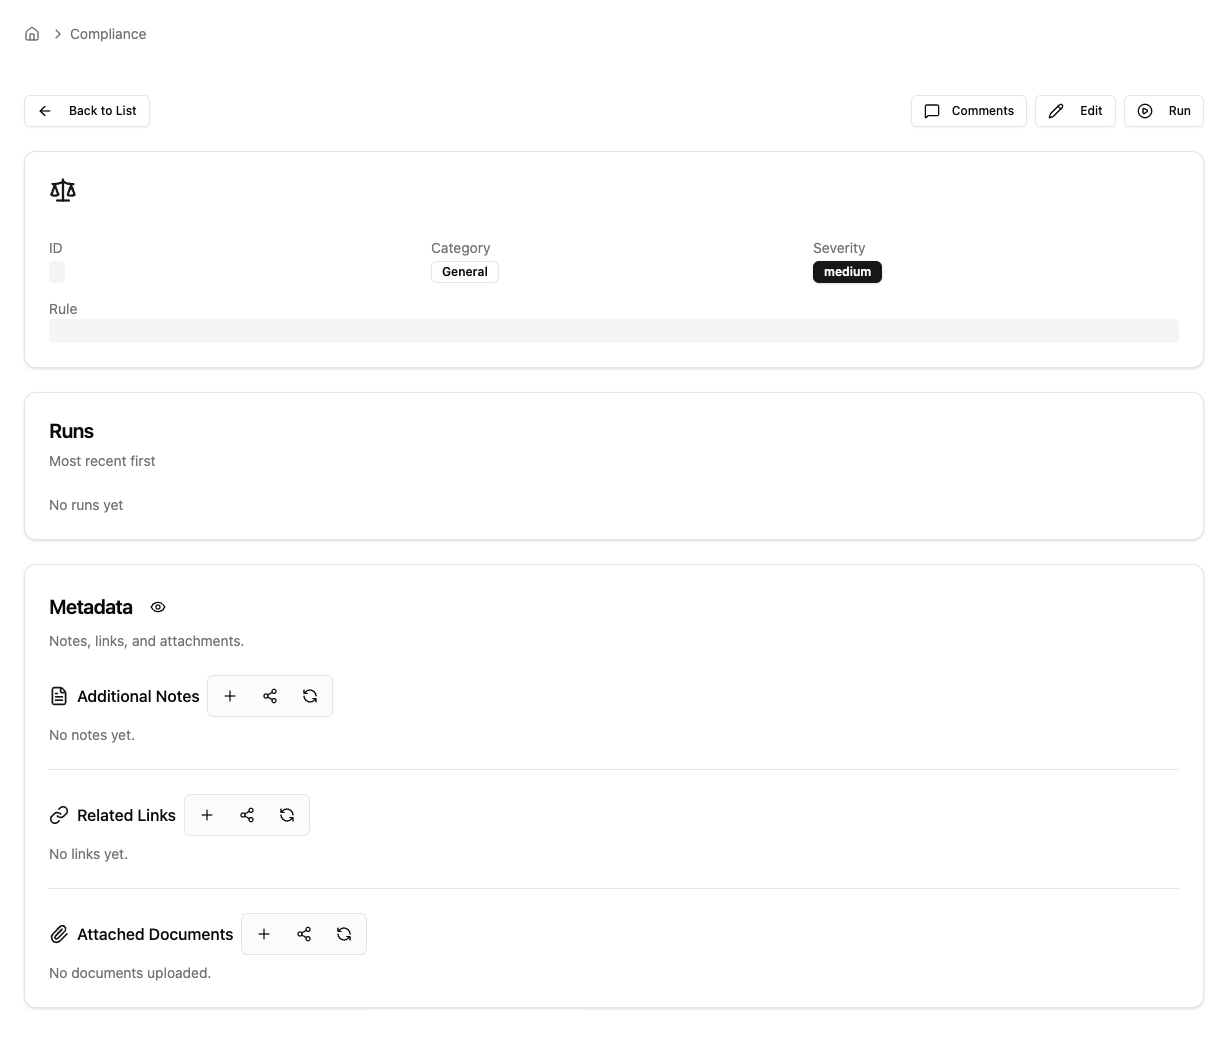 Compliance
Back to List
Comments
Edit
Run
ID
Category
Severity
General
medium
Rule
Runs
Most recent first
No runs yet
Metadata
Notes, links, and attachments.
Additional Notes
No notes yet.
Related Links
No links yet.
Attached Documents
No documents uploaded.